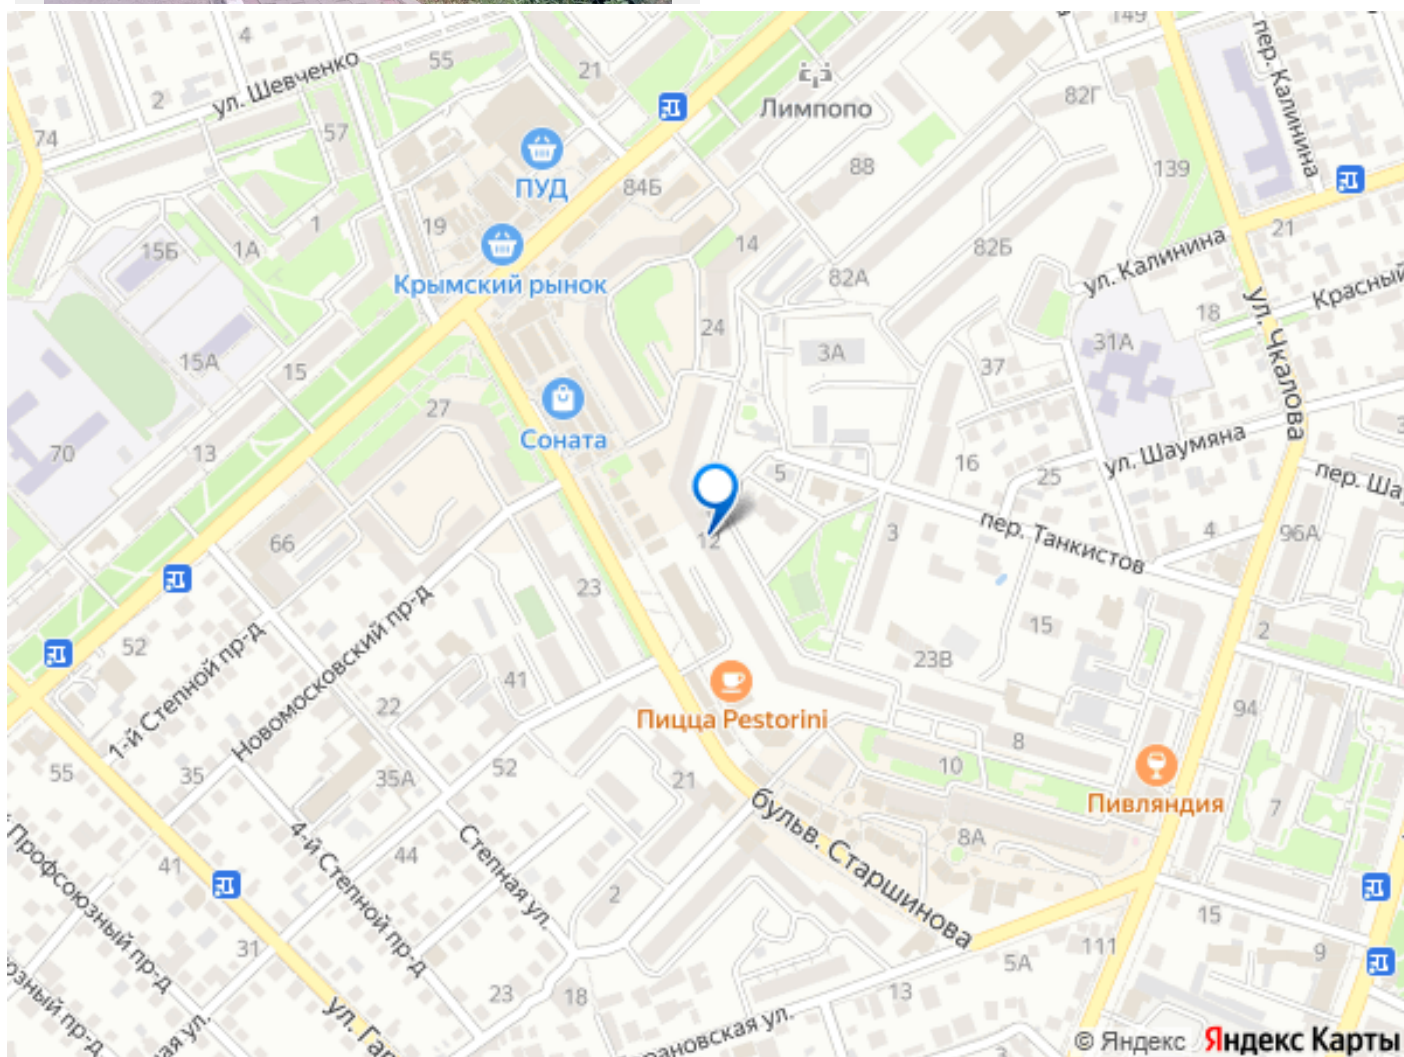 149
4
55
21
ул. Шевченко
2
74
57
Лимпопо
82Г
пер. Калинина
ПУД
84Б
88
139
1
19
14
15Б
1А
82Б
21
ул. Калинина
Крымский рынок
82А
18
Красный
24
3А
31А
ул. Чкалова
15А
15
37
27
Соната
13
70
16
ул. Шаумяна
25
5
пер. Ша
12
3
пер. Танкистов
4
96А
66
23
52
15
2
1-й Степной пр-д
Новомосковский пр-д
23В
41
22
Пицца Pestorini
94
8
55
35
35А
52
21
10
Пивляндия
7
бульв. Старшинова
8А
Профсоюзный пр-д
41
4-й Степной пр-д
44
Степная ул.
2
31
15
111
9
5А
23
18
13
ул. Га
© Яндекс Яндекс Карты